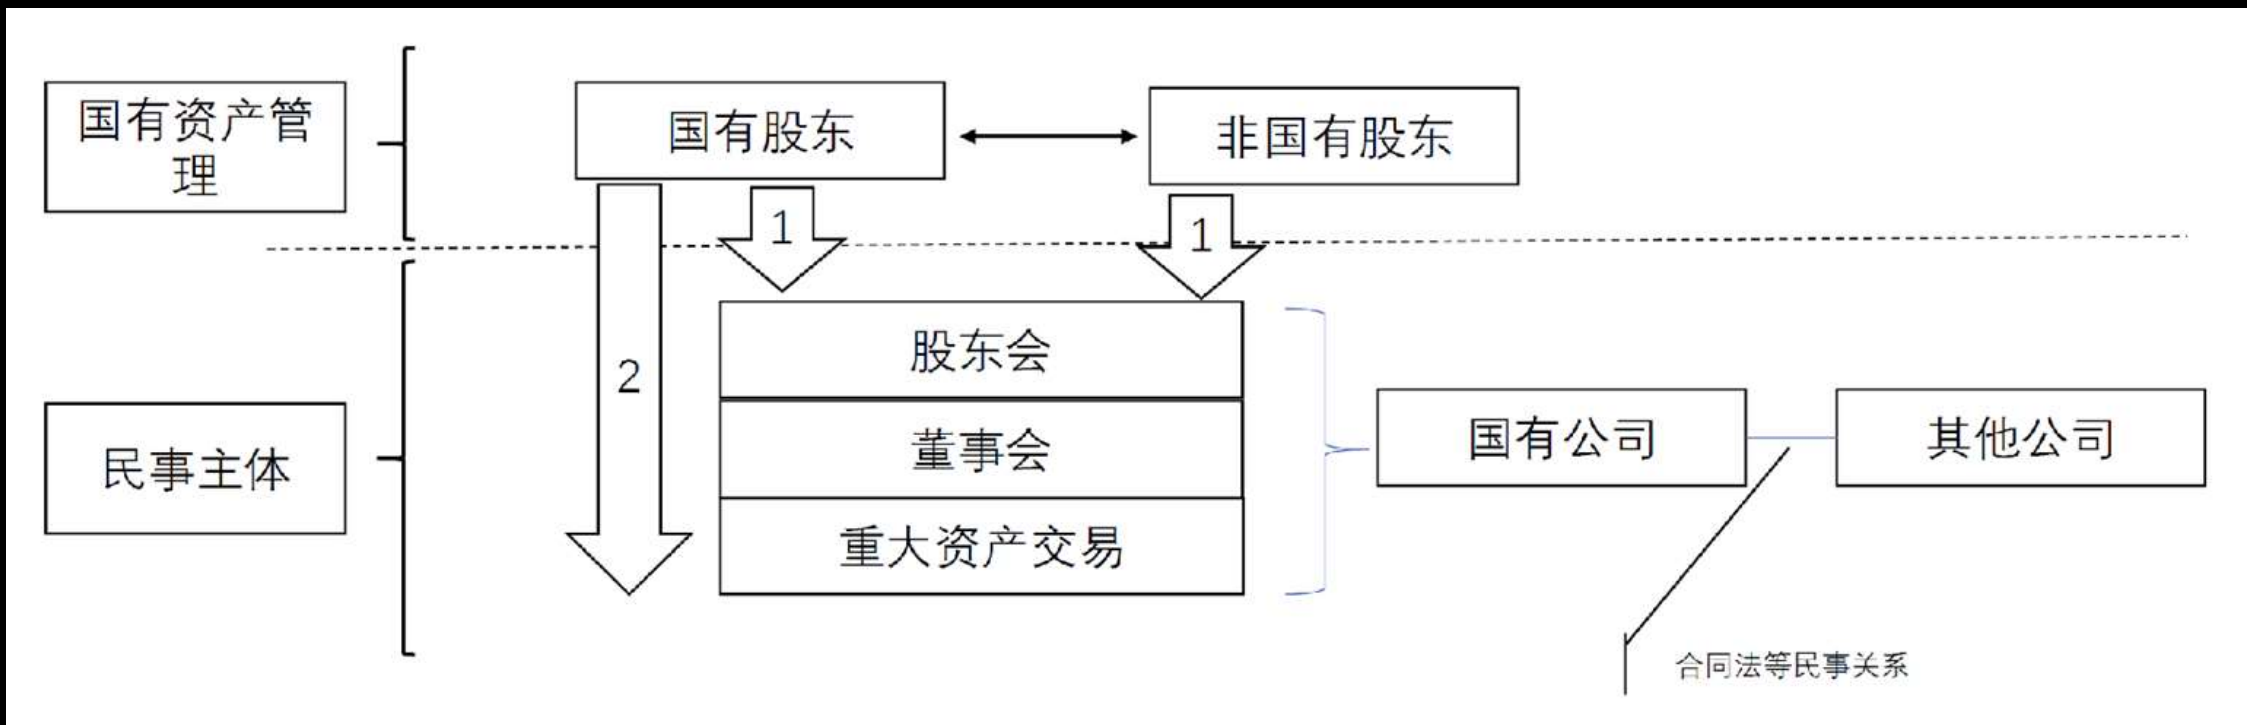 国有资产管
理
国有股东
非国有股东
1
1
2
股东会
董事会
重大资产交易
民事主体
国有公司
其他公司
合同法等民事关系